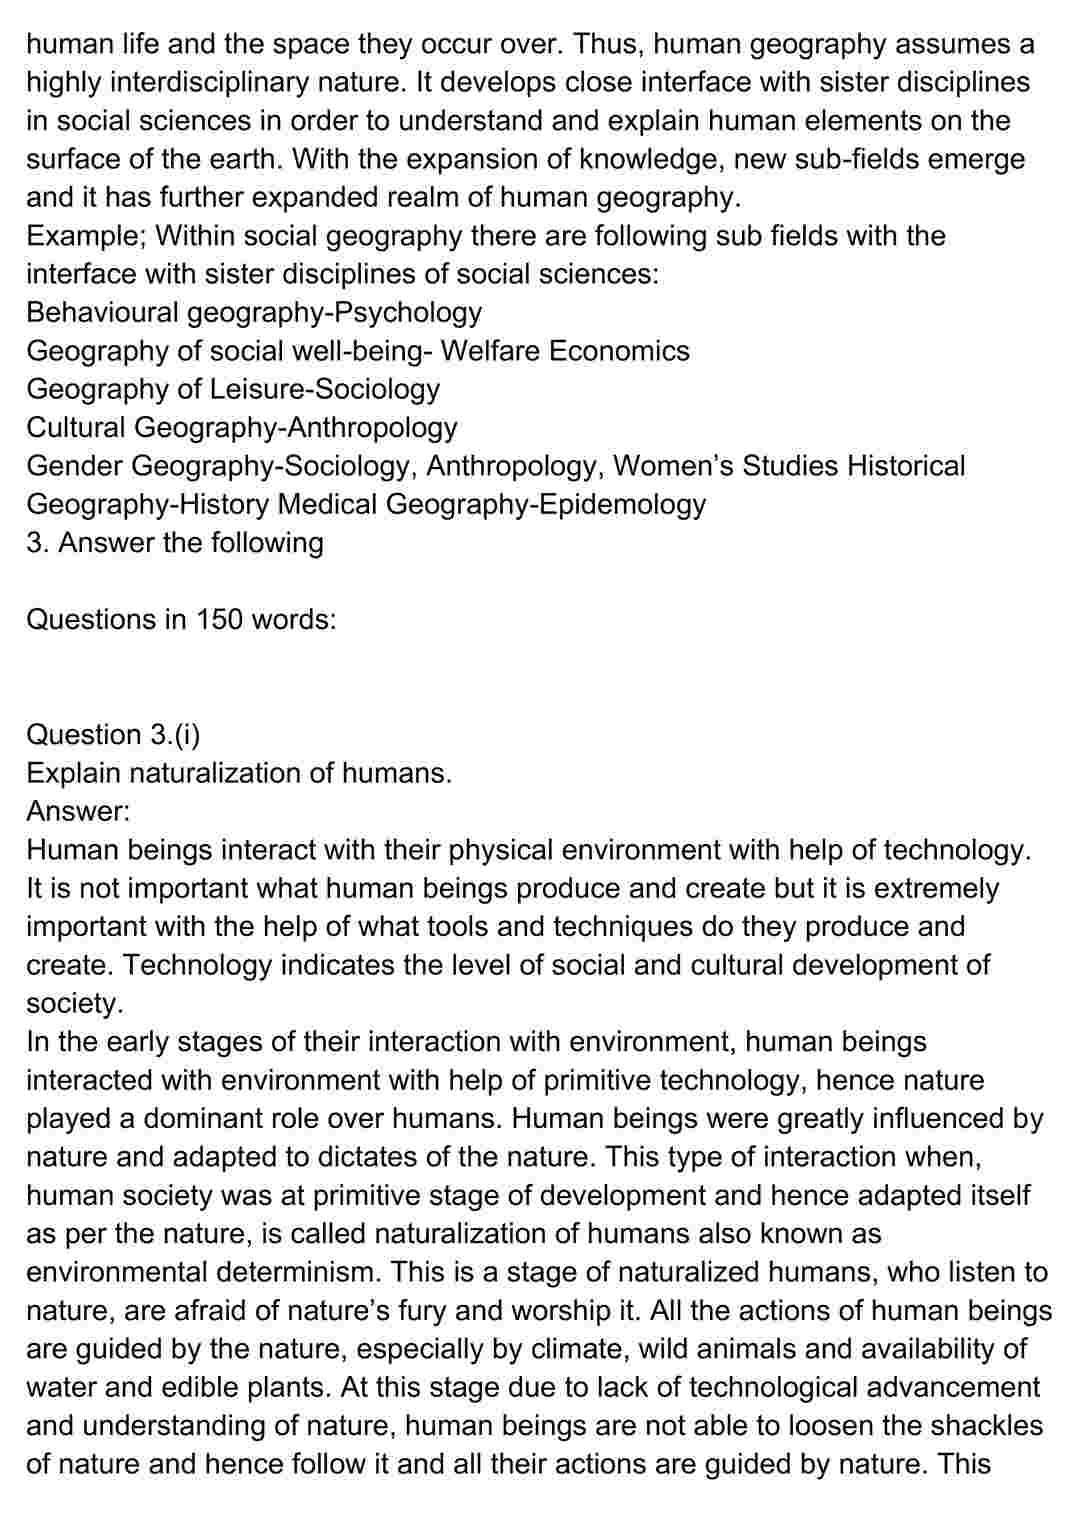 human life and the space they occur over. Thus, human geography assumes a
highly interdisciplinary nature. It develops close interface with sister disciplines
in social sciences in order to understand and explain human elements on the
surface of the earth. With the expansion of knowledge, new sub-fields emerge
and it has further expanded realm of human geography.
Example; Within social geography there are following sub fields with the
interface with sister disciplines of social sciences:
Behavioural geography-Psychology
Geography of social well-being- Welfare Economics
Geography of Leisure-Sociology
Cultural Geography-Anthropology
Gender Geography-Sociology, Anthropology, Women’s Studies Historical
Geography-History Medical Geography-Epidemology
3. Answer the following
Questions in 150 words:
Question 3.(i)
Explain naturalization of humans.
Answer:
Human beings interact with their physical environment with help of technology.
It is not important what human beings produce and create but it is extremely
important with the help of what tools and techniques do they produce and
create. Technology indicates the level of social and cultural development of
society.
In the early stages of their interaction with environment, human beings
interacted with environment with help of primitive technology, hence nature
played a dominant role over humans. Human beings were greatly influenced by
nature and adapted to dictates of the nature. This type of interaction when,
human society was at primitive stage of development and hence adapted itself
as per the nature, is called naturalization of humans also known as
environmental determinism. This is a stage of naturalized humans, who listen to
nature, are afraid of nature’s fury and worship it. All the actions of human beings
are guided by the nature, especially by climate, wild animals and availability of
water and edible plants. At this stage due to lack of technological advancement
and understanding of nature, human beings are not able to loosen the shackles
of nature and hence follow it and all their actions are guided by nature. This